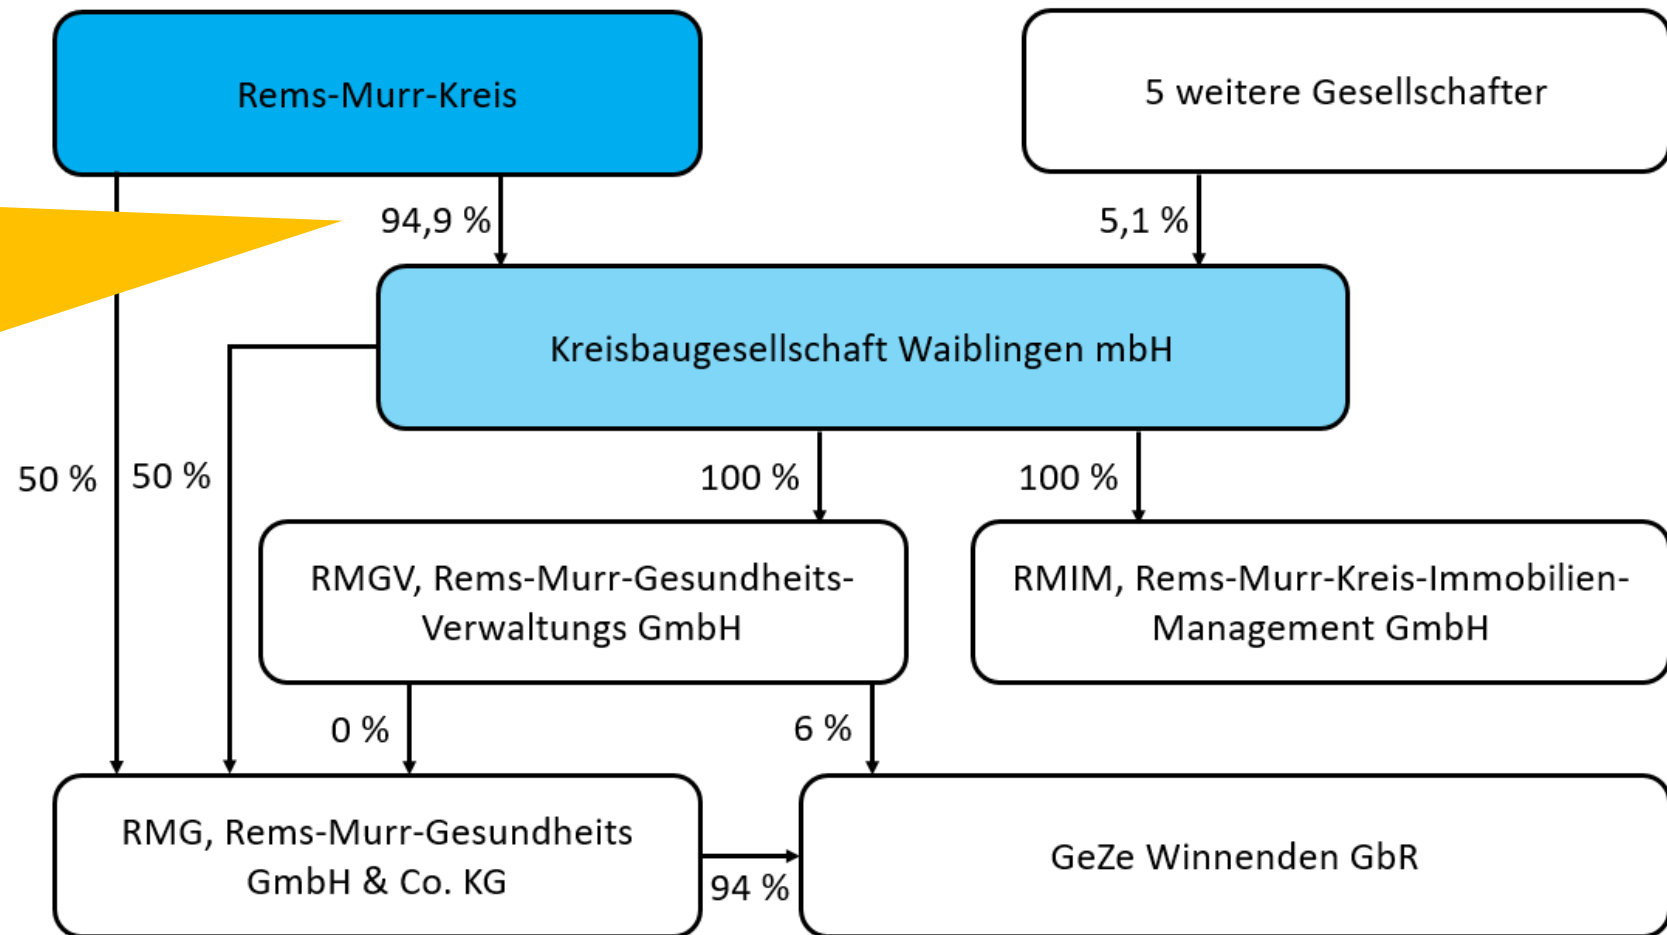 Rems-Murr-Kreis
5 weitere Gesellschafter
94,9 %
5,1 %
Kreisbaugesellschaft Waiblingen mbH
50 %
50 %
100 %
100 %
RMGV, Rems-Murr-Gesundheits-
Verwaltungs GmbH
RMIM, Rems-Murr-Kreis-Immobilien-
Management GmbH
0 %
6 %
RMG, Rems-Murr-Gesundheits
GmbH & Co. KG
94 %
GeZe Winnenden GbR